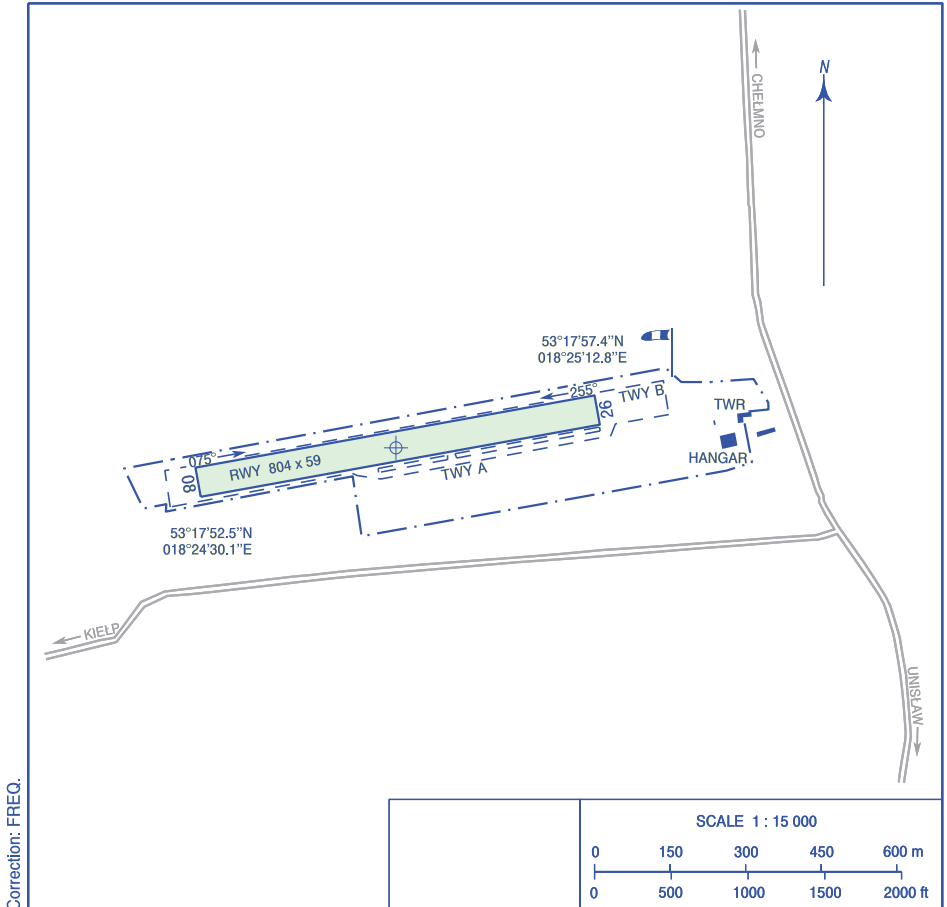 CHEŁMNO
N
53°17'57.4"N
018°25'12.8"E
255°
TWY B
26
TWR
HANGAR
075°
RWY 804 x 59
TWY A
08
53°17'52.5"N
018°24'30.1"E
KIEŁP
UNISŁAW
Correction: FREQ.
SCALE 1 : 15 000
0 150 300 450 600 m
0 500 1000 1500 2000 ft